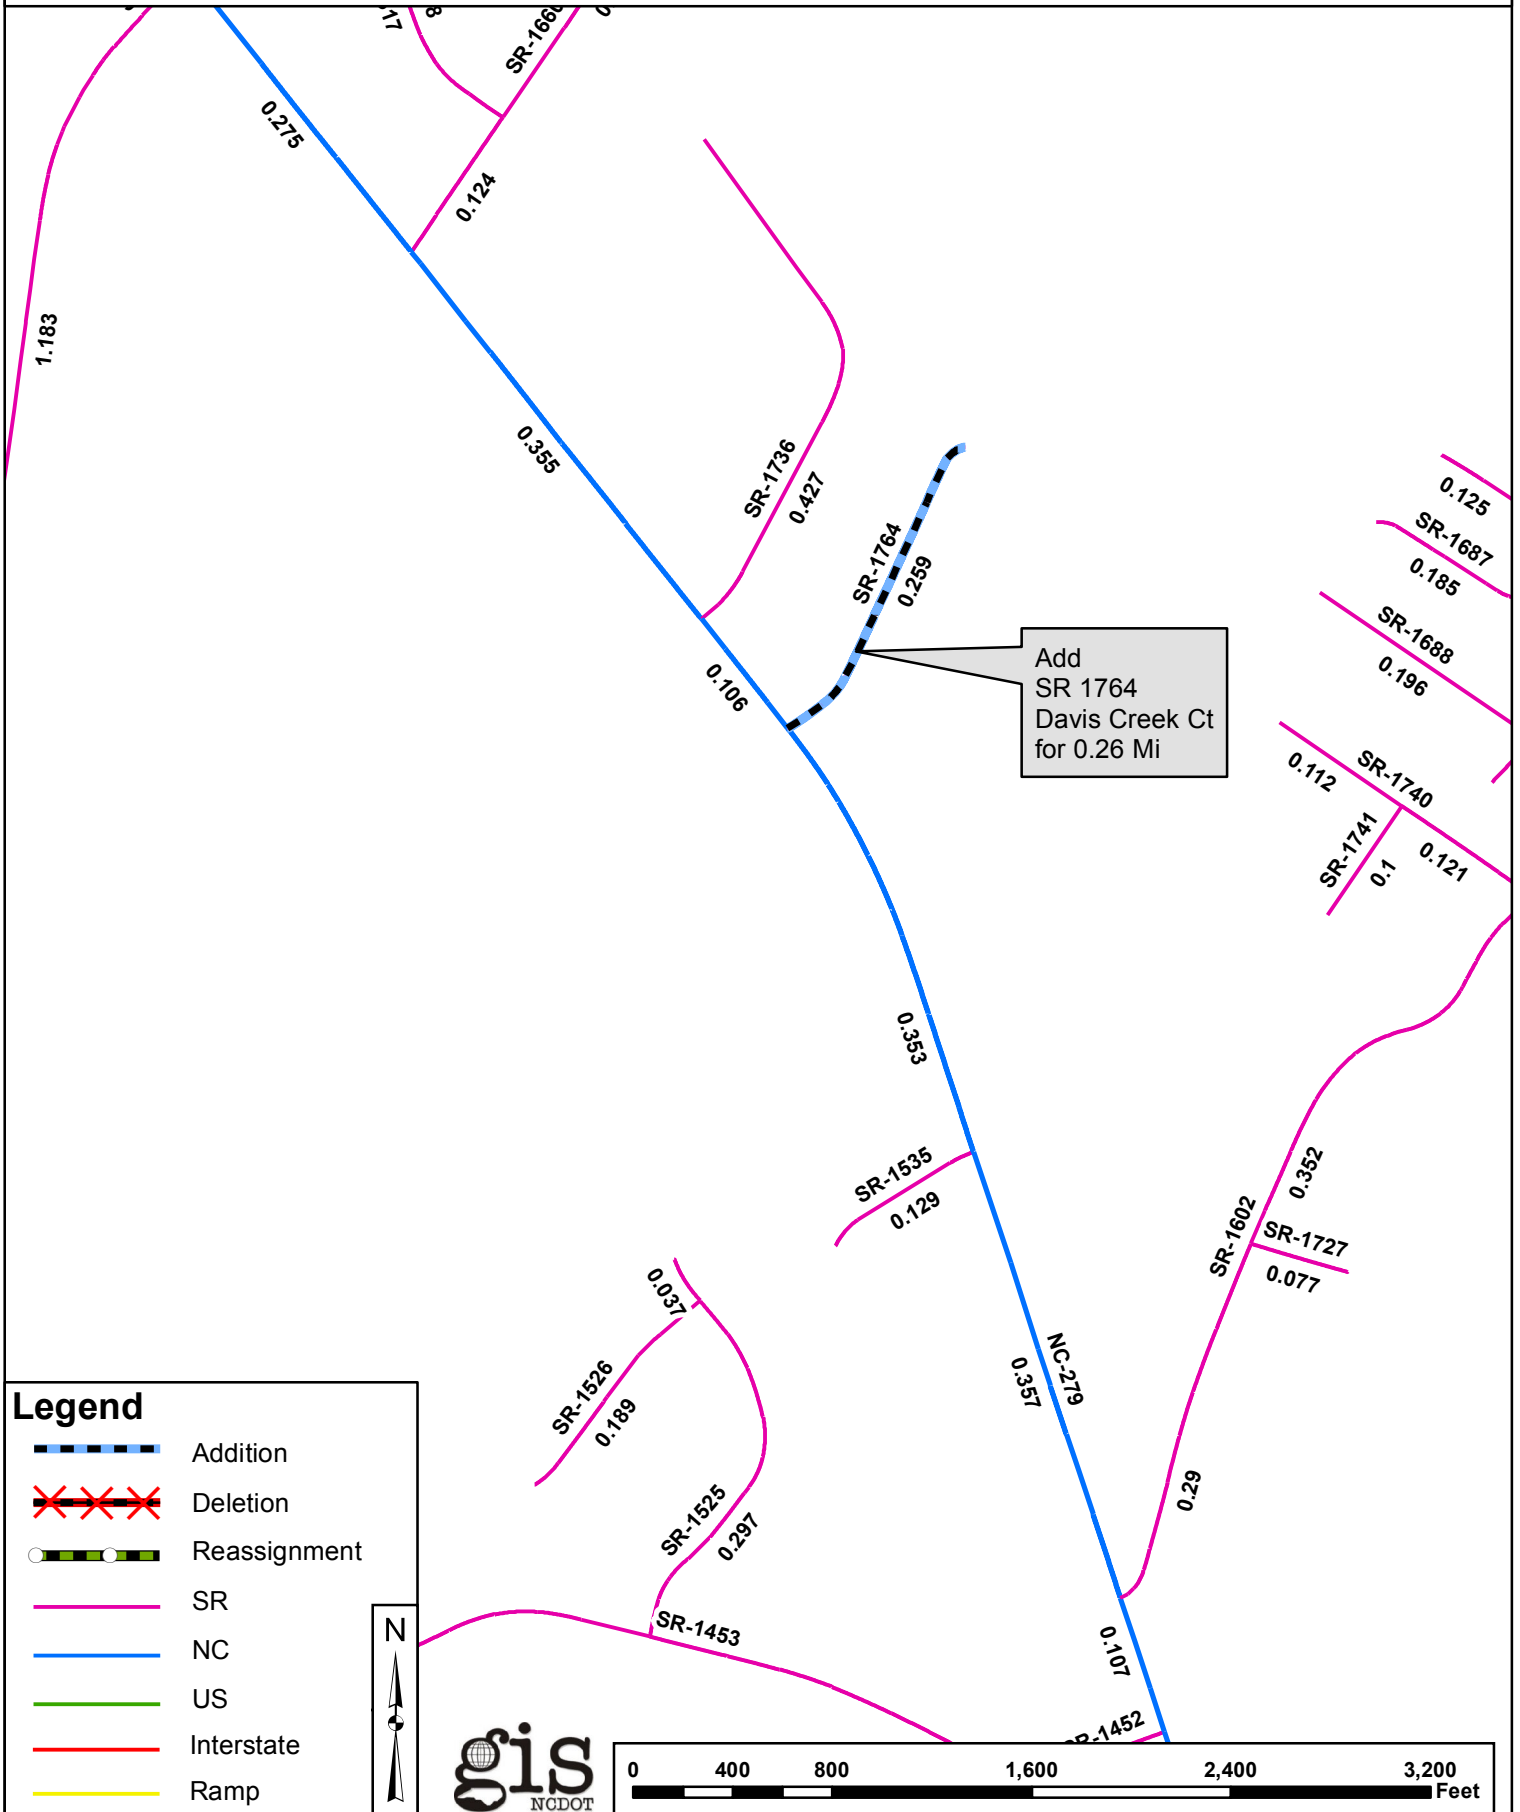 SR-1660
0.275
0.124
1.183
0.355
SR-1736
0.427
SR-1764
0.259
0.125
SR-1687
0.185
SR-1688
0.196
Add
SR 1764
Davis Creek Ct
for 0.26 Mi
0.106
SR-1740
0.112
SR-1741
0.1
0.121
0.353
SR-1535
0.129
0.352
SR-1602
SR-1727
0.077
0.037
NC-279
0.357
SR-1526
0.189
SR-1525
0.297
0.29
SR-1453
0.107
SR-1452
Legend
Addition
Deletion
Reassignment
SR
NC
US
Interstate
Ramp
N
gis
NCDOT
0 400 800 1,600 2,400 3,200
Feet